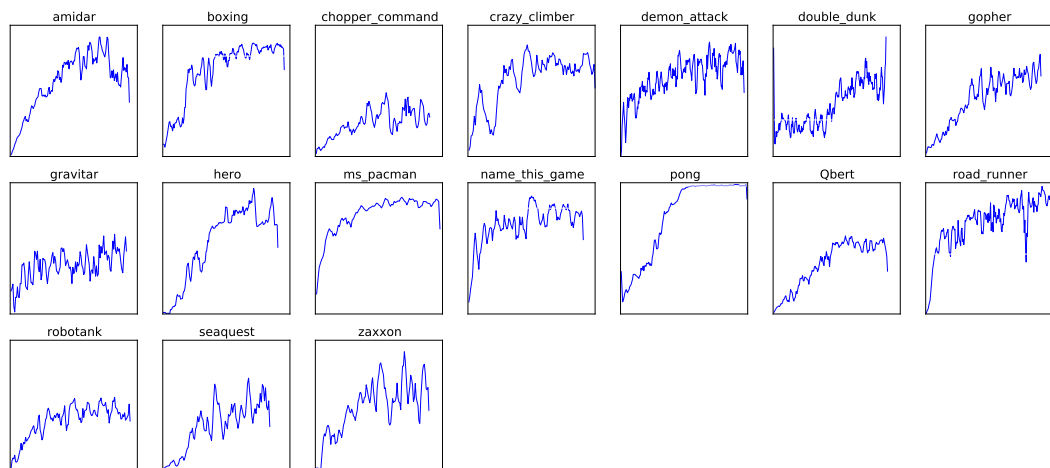 amidar boxing chopper_command crazy_climber demon_attack double_dunk gopher
gravitar hero ms_pacman name_this_game pong Qbert road_runner
robotank seaquest zaxxon